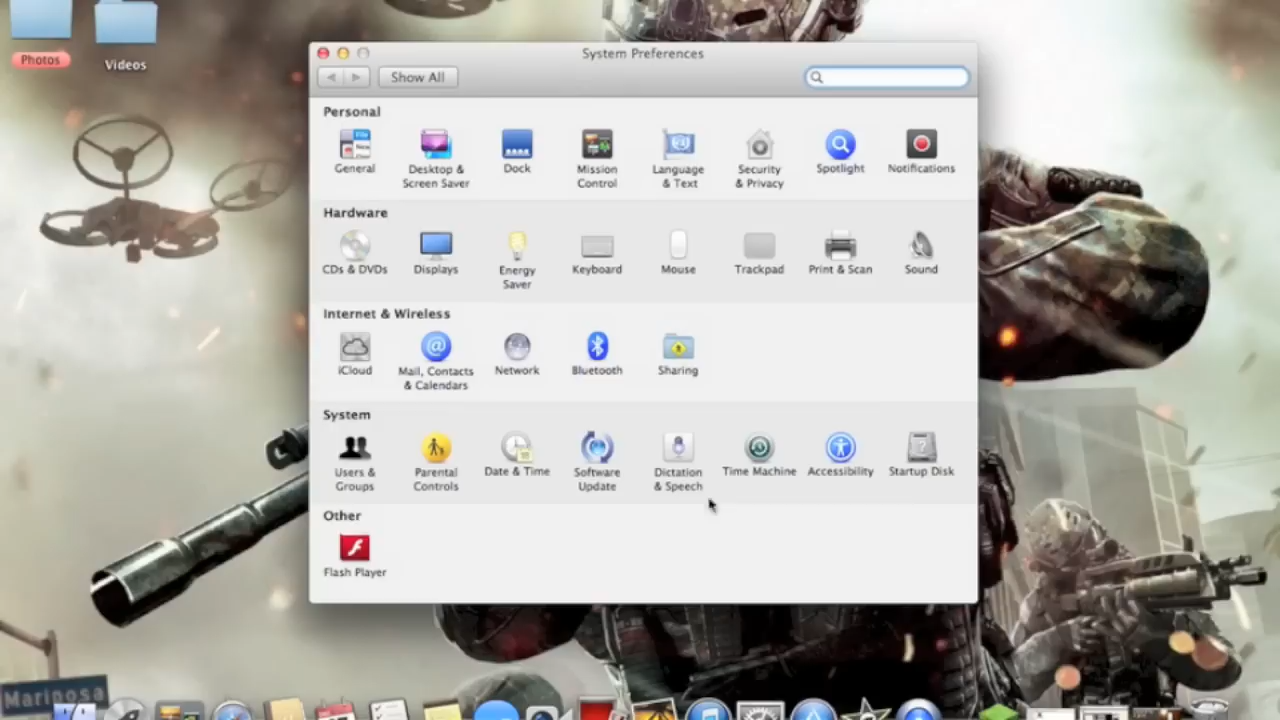 Photos
Videos
System Preferences
Show All
Personal
General
Desktop &
Screen Saver
Dock
Mission
Control
Language
& Text
Security
& Privacy
Spotlight
Notifications
Hardware
CDs & DVDs
Displays
Energy
Saver
Keyboard
Mouse
Trackpad
Print & Scan
Sound
Internet & Wireless
iCloud
Mail, Contacts
& Calendars
Network
Bluetooth
Sharing
System
Users &
Groups
Parental
Controls
Date & Time
Software
Update
Dictation
& Speech
Time Machine
Accessibility
Startup Disk
Other
Flash Player
Mariposa